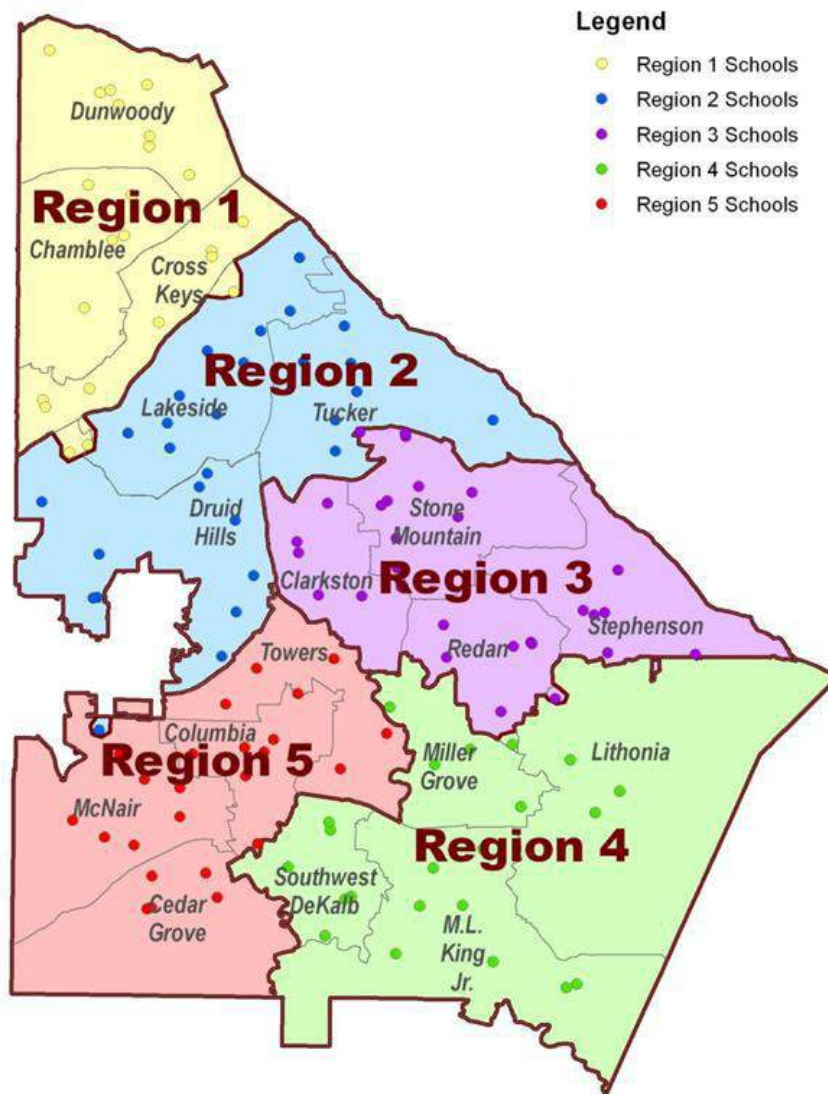 Legend
Region 1 Schools
Region 2 Schools
Region 3 Schools
Region 4 Schools
Region 5 Schools
Dunwoody
Region 1
Chamblee
Cross
Keys
Region 2
Lakeside
Tucker
Druid
Hills
Stone
Mountain
Clarkston
Region 3
Redan
Stephenson
Towers
Columbia
Region 5
McNair
Cedar
Grove
Miller
Grove
Lithonia
Region 4
Southwest
DeKalb
M.L.
King
Jr.